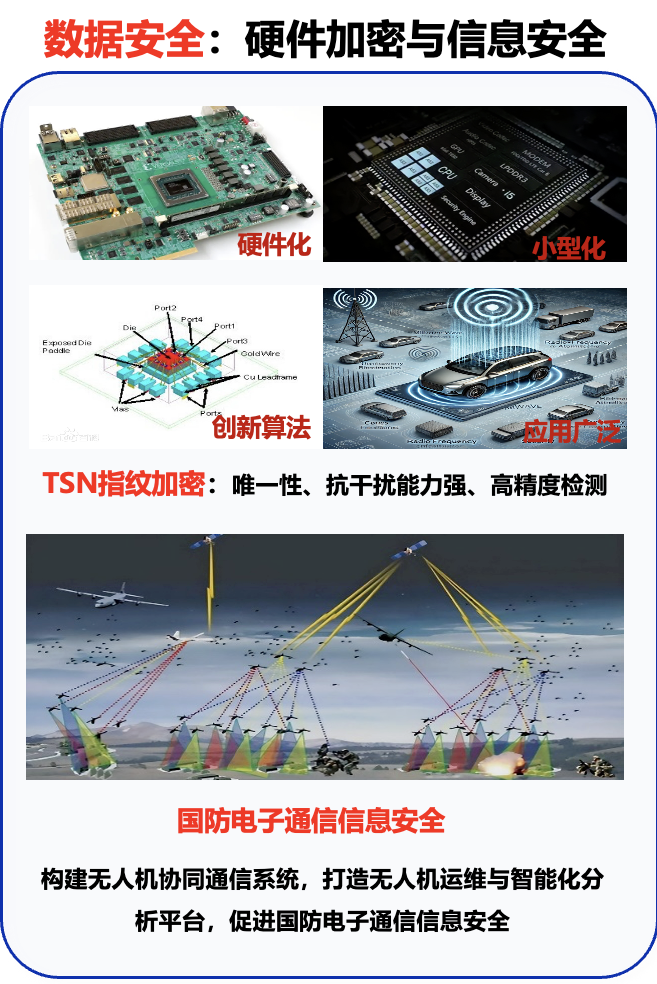 数据安全：硬件加密与信息安全
硬件化
GPU
MODEM
LPDDR3
CPU
Camera
i5
Display
Security Engine
小型化
Port2
Port4
Die
Port1
Port3
Exposed Die
Paddle
Gold Wire
Cu Leadframe
Vias
Ports
创新算法
Radio Frequency
应用广泛
TSN指纹加密：唯一性、抗干扰能力强、高精度检测
国防电子通信信息安全
构建无人机协同通信系统，打造无人机运维与智能化分
析平台，促进国防电子通信信息安全